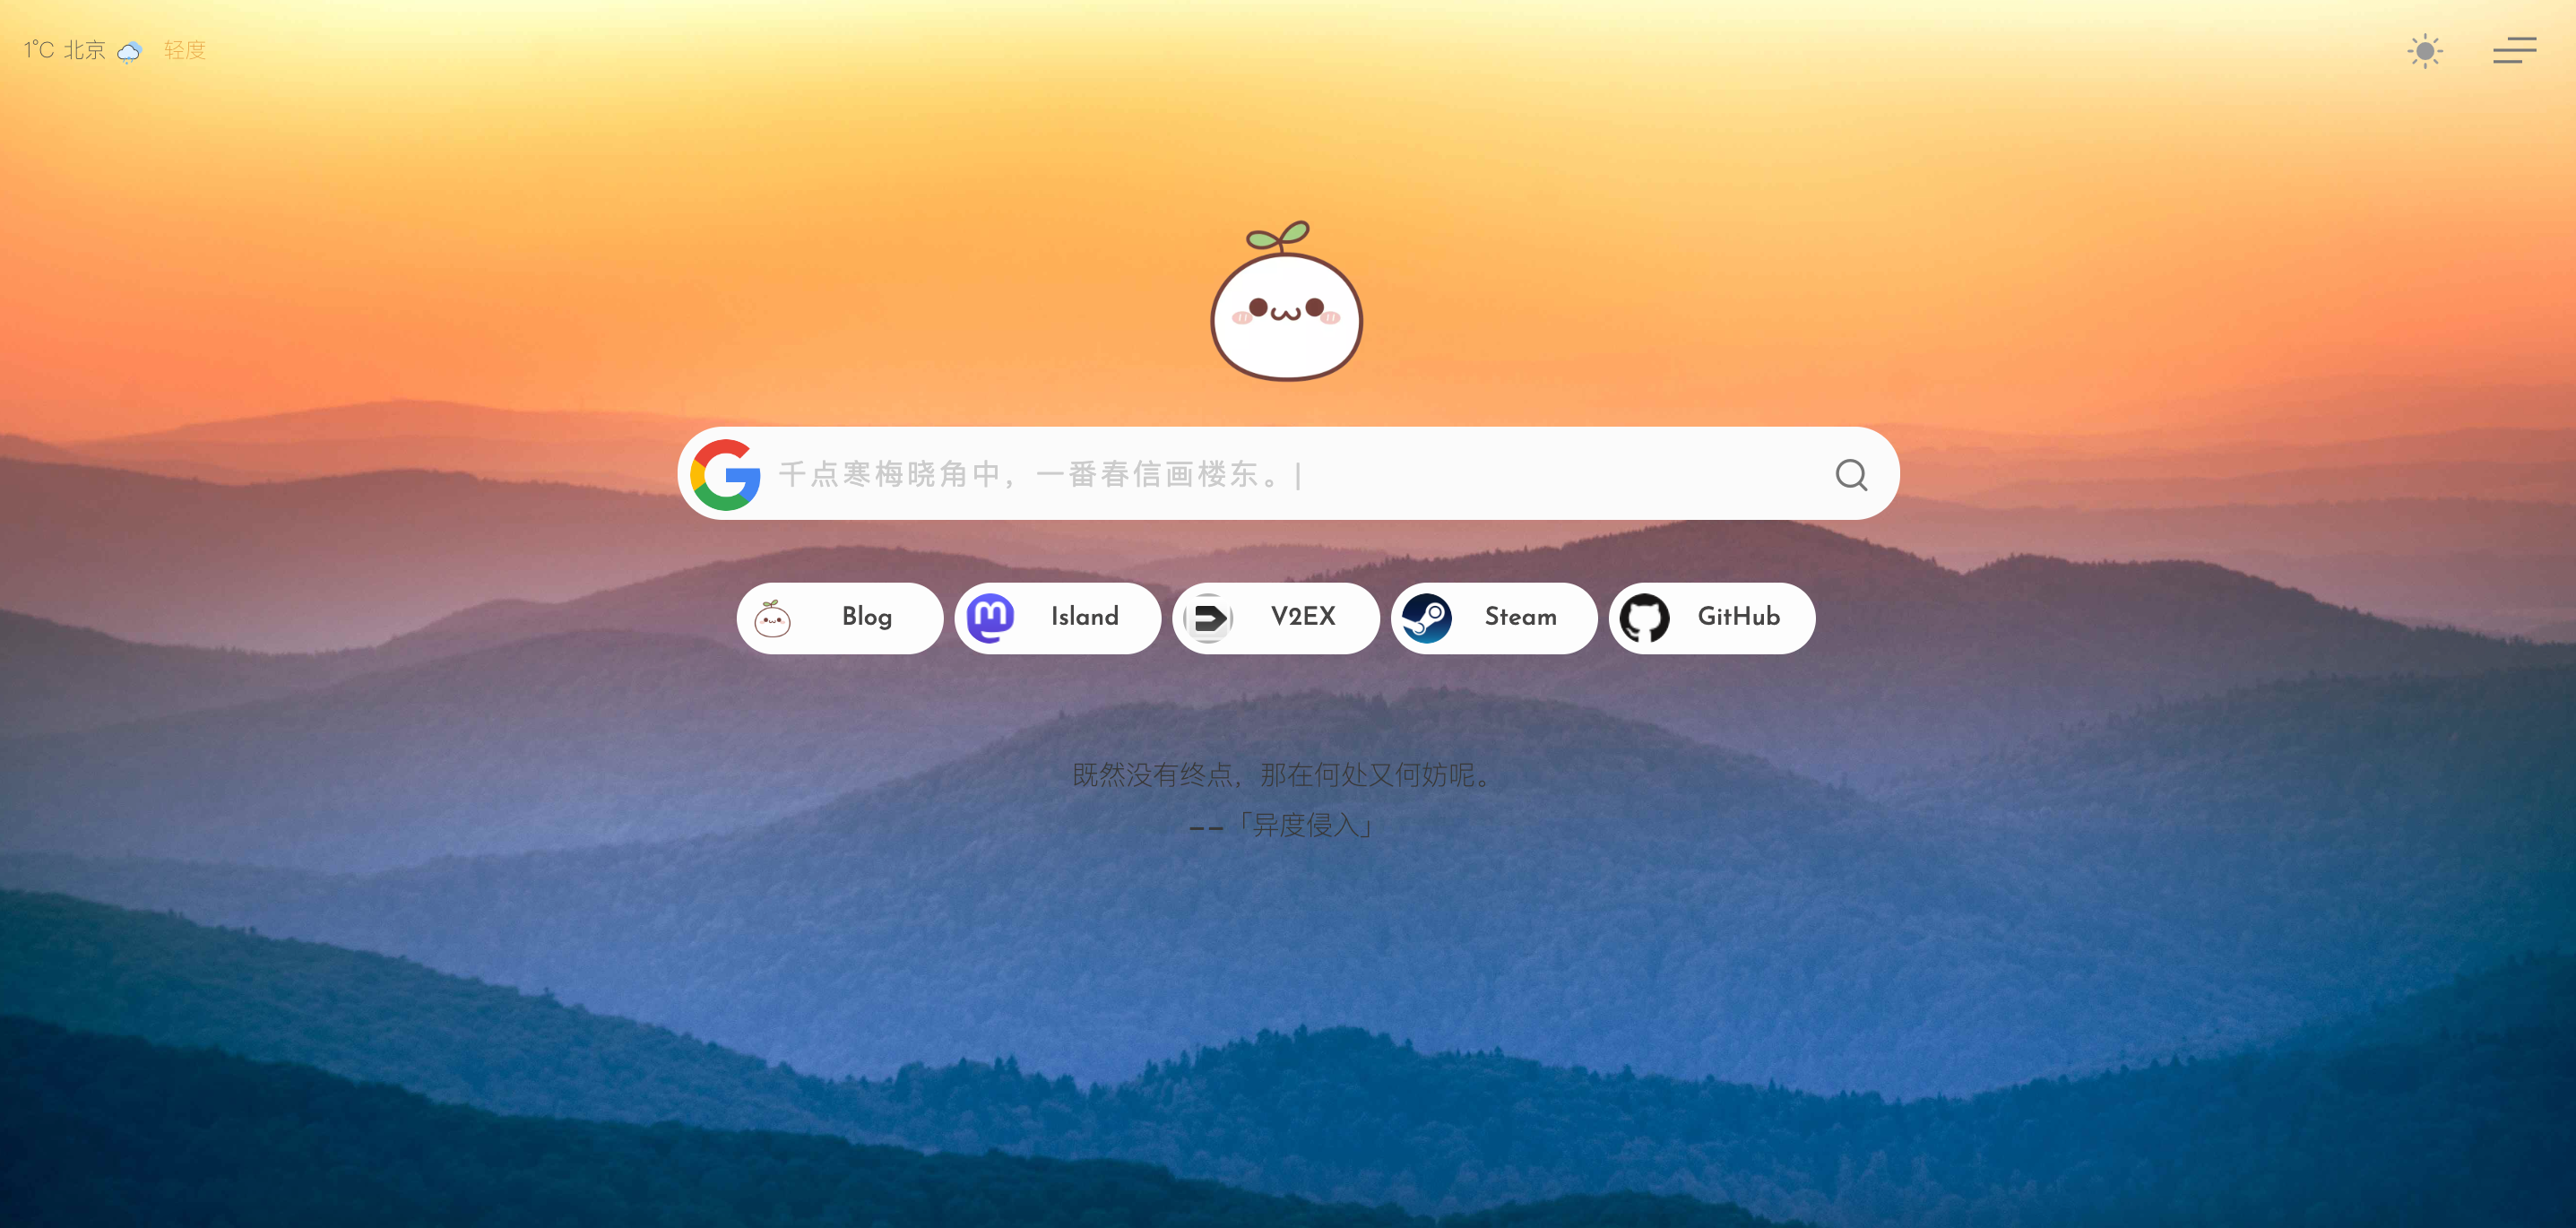 1°C 北京 轻度
千点寒梅晓角中，一番春信画楼东。|
Blog Island V2EX Steam GitHub
既然没有终点，那在何处又何妨呢。
——「异度侵入」